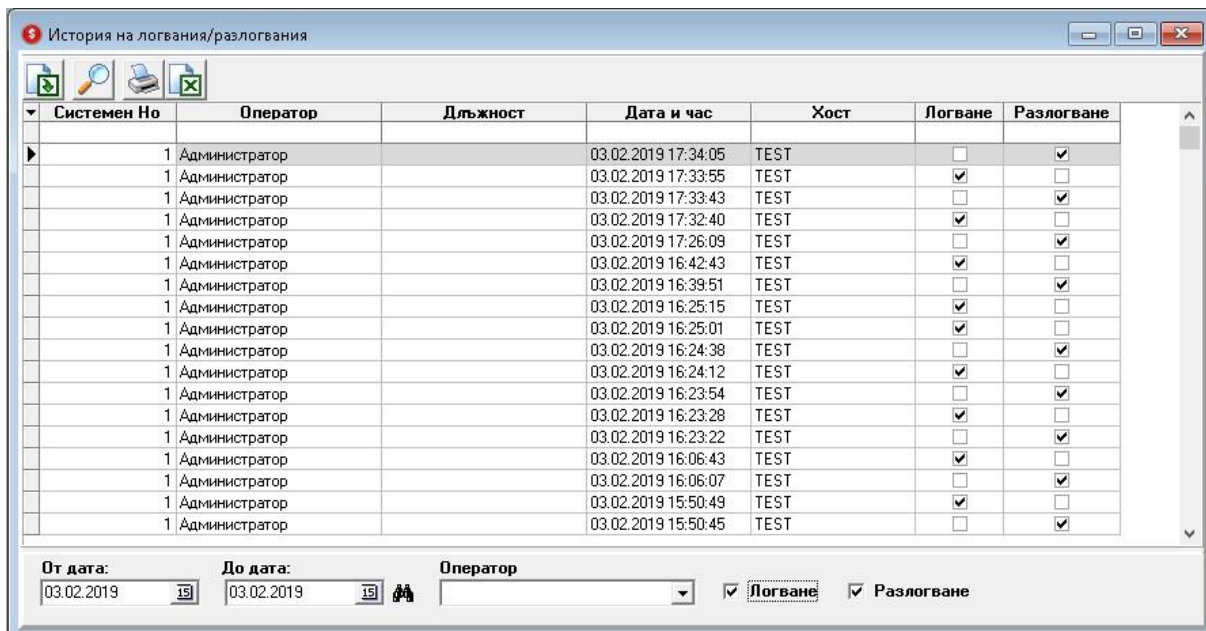 История на логвания/разлогвания
Системен Но Оператор Длъжност Дата и час Хост Логване Разлогване
1 Администратор 03.02.2019 17:34:05 TEST
1 Администратор 03.02.2019 17:33:55 TEST
1 Администратор 03.02.2019 17:33:43 TEST
1 Администратор 03.02.2019 17:32:40 TEST
1 Администратор 03.02.2019 17:26:09 TEST
1 Администратор 03.02.2019 16:42:43 TEST
1 Администратор 03.02.2019 16:39:51 TEST
1 Администратор 03.02.2019 16:25:15 TEST
1 Администратор 03.02.2019 16:25:01 TEST
1 Администратор 03.02.2019 16:24:38 TEST
1 Администратор 03.02.2019 16:24:12 TEST
1 Администратор 03.02.2019 16:23:54 TEST
1 Администратор 03.02.2019 16:23:28 TEST
1 Администратор 03.02.2019 16:23:22 TEST
1 Администратор 03.02.2019 16:06:43 TEST
1 Администратор 03.02.2019 16:06:07 TEST
1 Администратор 03.02.2019 15:50:49 TEST
1 Администратор 03.02.2019 15:50:45 TEST
От дата: До дата: Оператор
03.02.2019 15 03.02.2019 15 Логване Разлогване